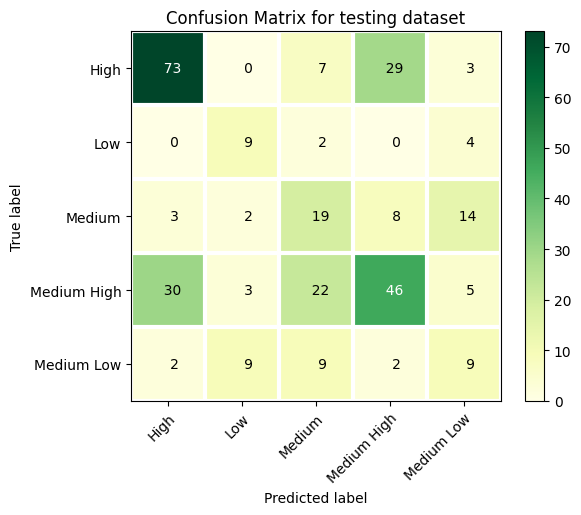 Confusion Matrix for testing dataset
True label
High 73 0 7 29 3
Low 0 9 2 0 4
Medium 3 2 19 8 14
Medium High 30 3 22 46 5
Medium Low 2 9 9 2 9
High Low Medium Medium High Medium Low
Predicted label
70
60
50
40
30
20
10
0